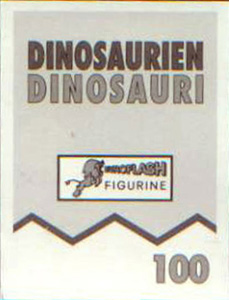 DINOSAURIEN
DINOSAURI
EUROFLASH
FIGURINE
100